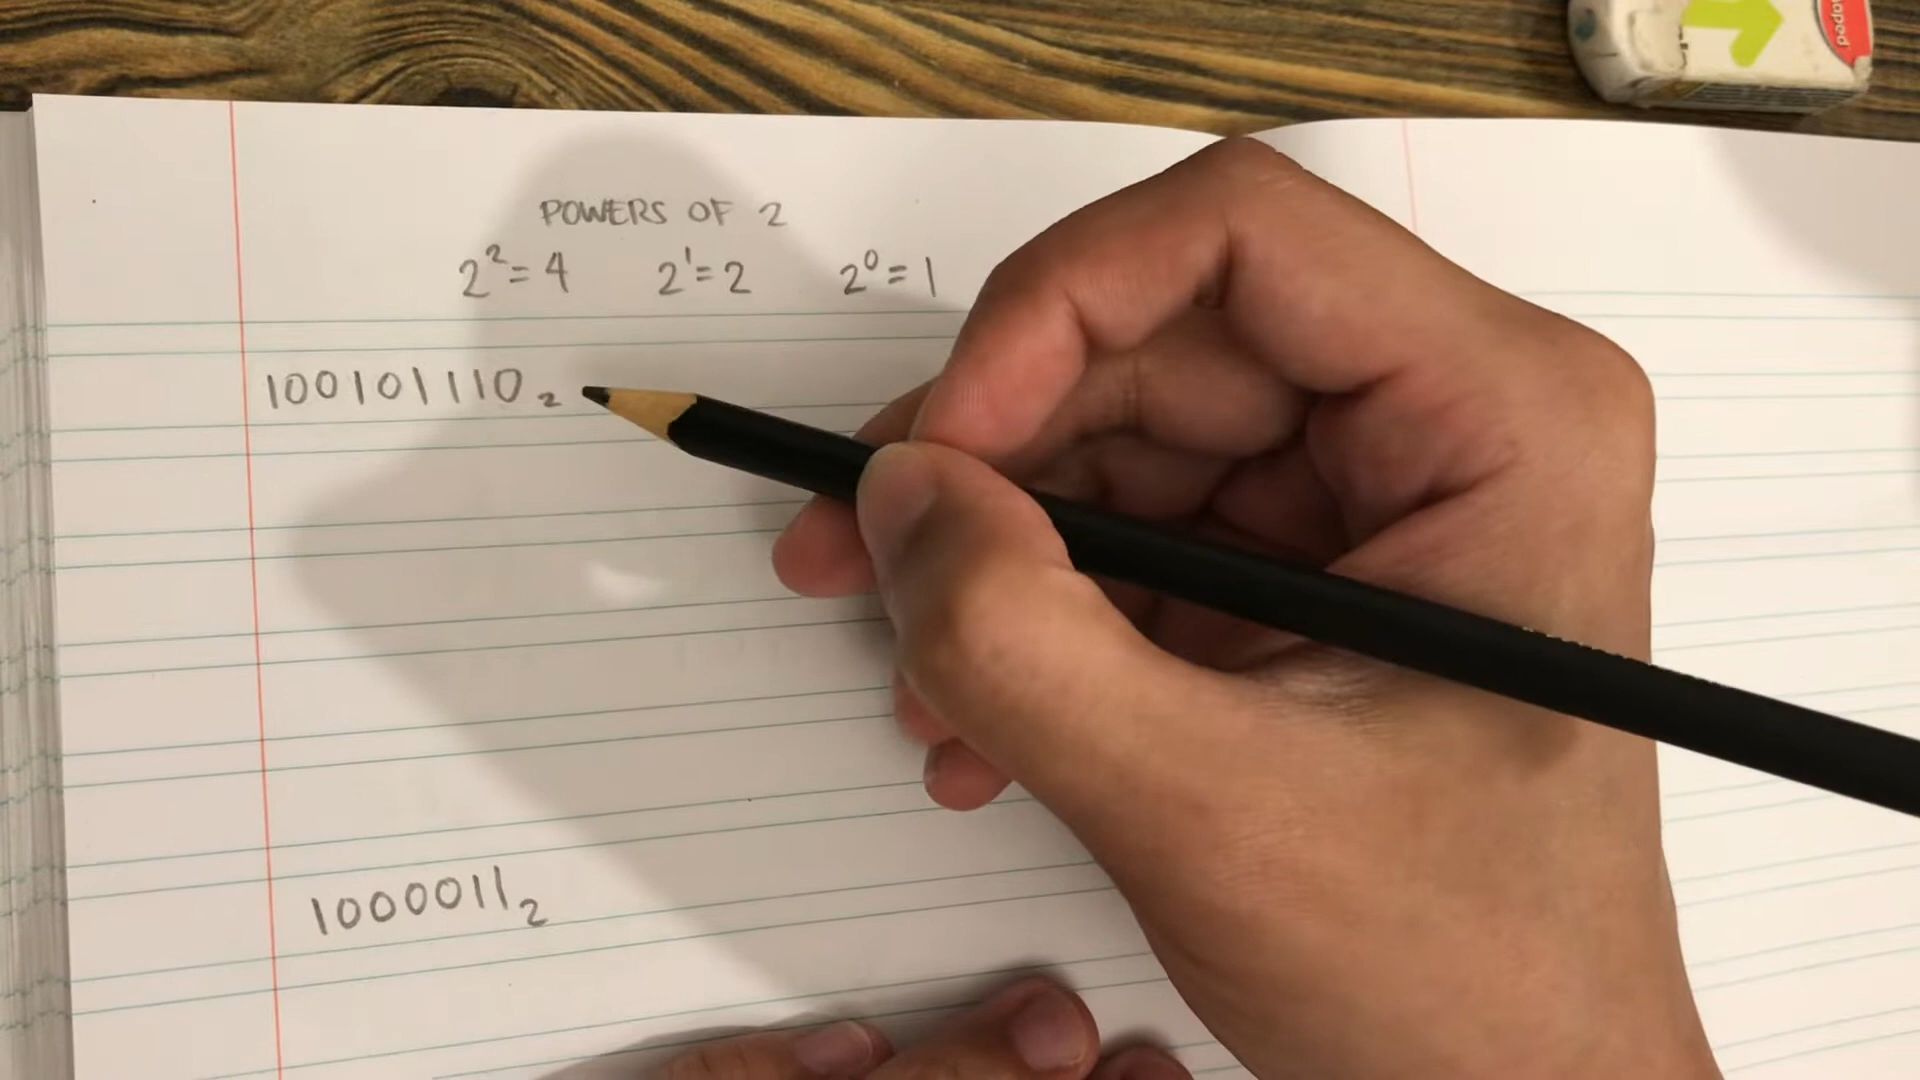 POWERS OF 2
2²=4 2¹=2 2⁰=1
100101110₂
1000011₂